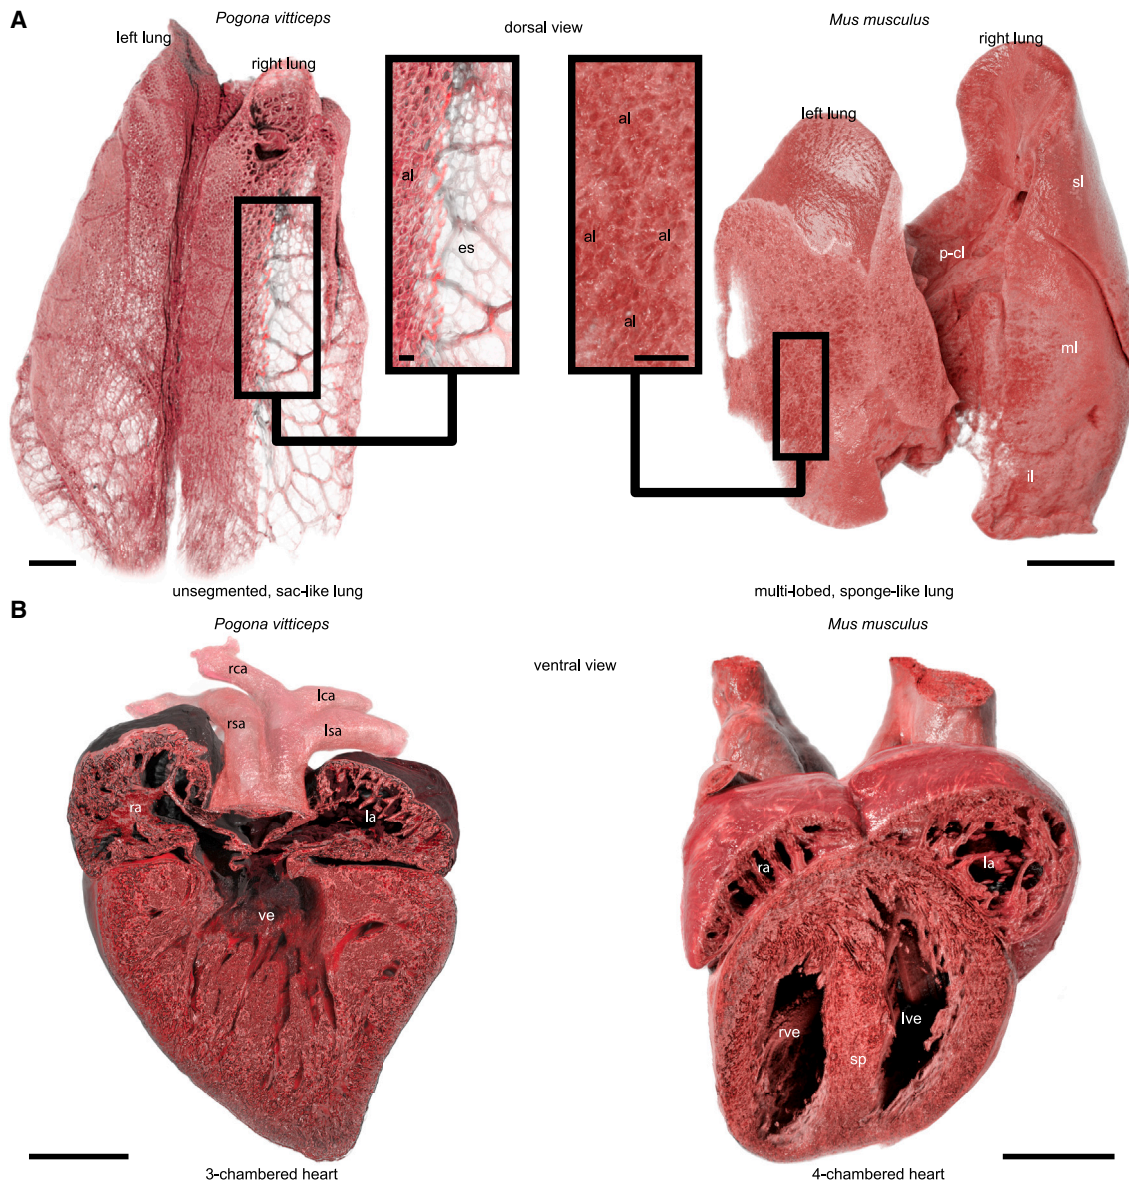 A
Pogona vitticeps
dorsal view
Mus musculus
left lung
right lung
al
es
al
al
al
al
left lung
right lung
sl
p-cl
ml
il
unsegmented, sac-like lung
multi-lobed, sponge-like lung
B
Pogona vitticeps
ventral view
Mus musculus
rca
lca
rsa
lsa
ra
la
ve
ra
la
rve
lve
sp
3-chambered heart
4-chambered heart